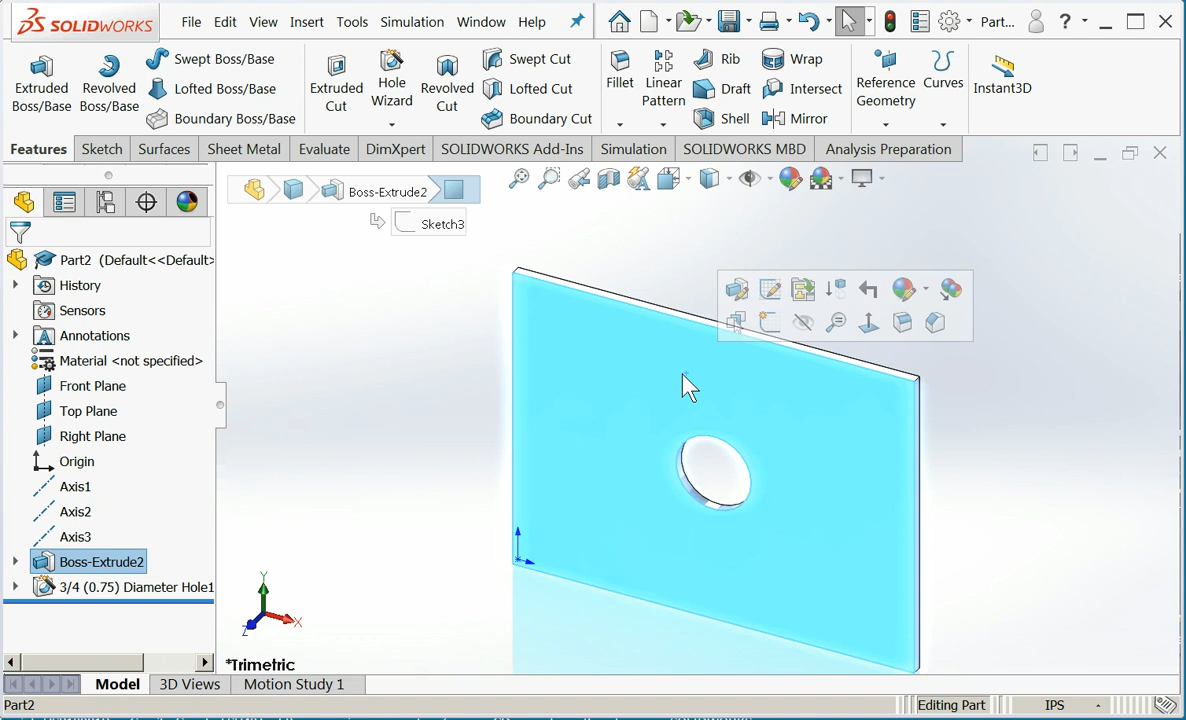 SOLIDWORKS File Edit View Insert Tools Simulation Window Help Part... ?
Extruded Boss/Base
Revolved Boss/Base
Swept Boss/Base
Lofted Boss/Base
Boundary Boss/Base
Extruded Cut
Hole Wizard
Revolved Cut
Swept Cut
Lofted Cut
Boundary Cut
Fillet
Linear Pattern
Rib
Draft
Shell
Wrap
Intersect
Mirror
Reference Geometry
Curves
Instant3D
Features Sketch Surfaces Sheet Metal Evaluate DimXpert SOLIDWORKS Add-Ins Simulation SOLIDWORKS MBD Analysis Preparation
Boss-Extrude2
Sketch3
Part2 (Default<<Default>
History
Sensors
Annotations
Material <not specified>
Front Plane
Top Plane
Right Plane
Origin
Axis1
Axis2
Axis3
Boss-Extrude2
3/4 (0.75) Diameter Hole1
Y
X
Z
*Trimetric
Model 3D Views Motion Study 1
Part2 Editing Part IPS